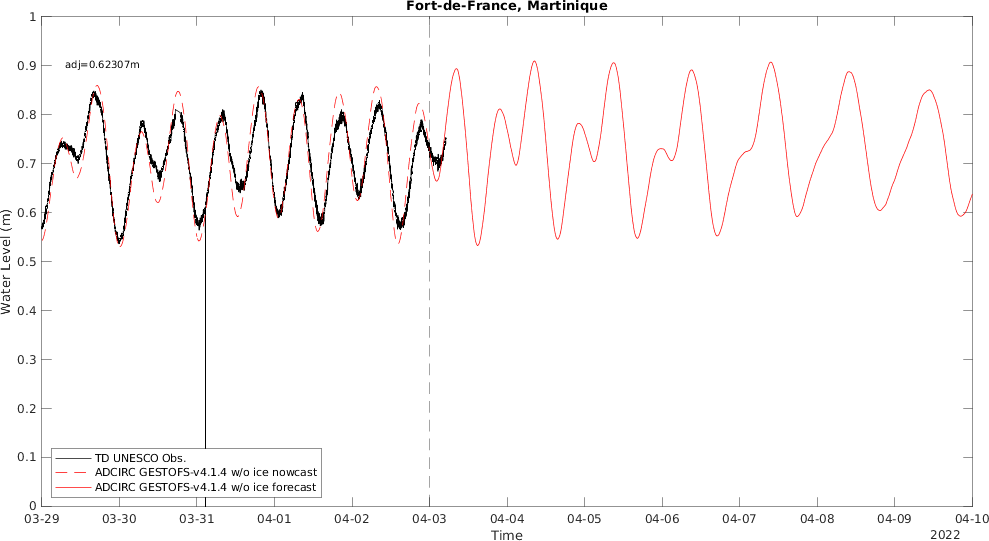 Fort-de-France, Martinique
1
0.9
adj=0.62307m
0.8
0.7
0.6
Water Level (m)
0.5
0.4
0.3
0.2
0.1
TD UNESCO Obs.
ADCIRC GESTOFS-v4.1.4 w/o ice nowcast
ADCIRC GESTOFS-v4.1.4 w/o ice forecast
0
03-29 03-30 03-31 04-01 04-02 04-03 04-04 04-05 04-06 04-07 04-08 04-09 04-10
Time
2022